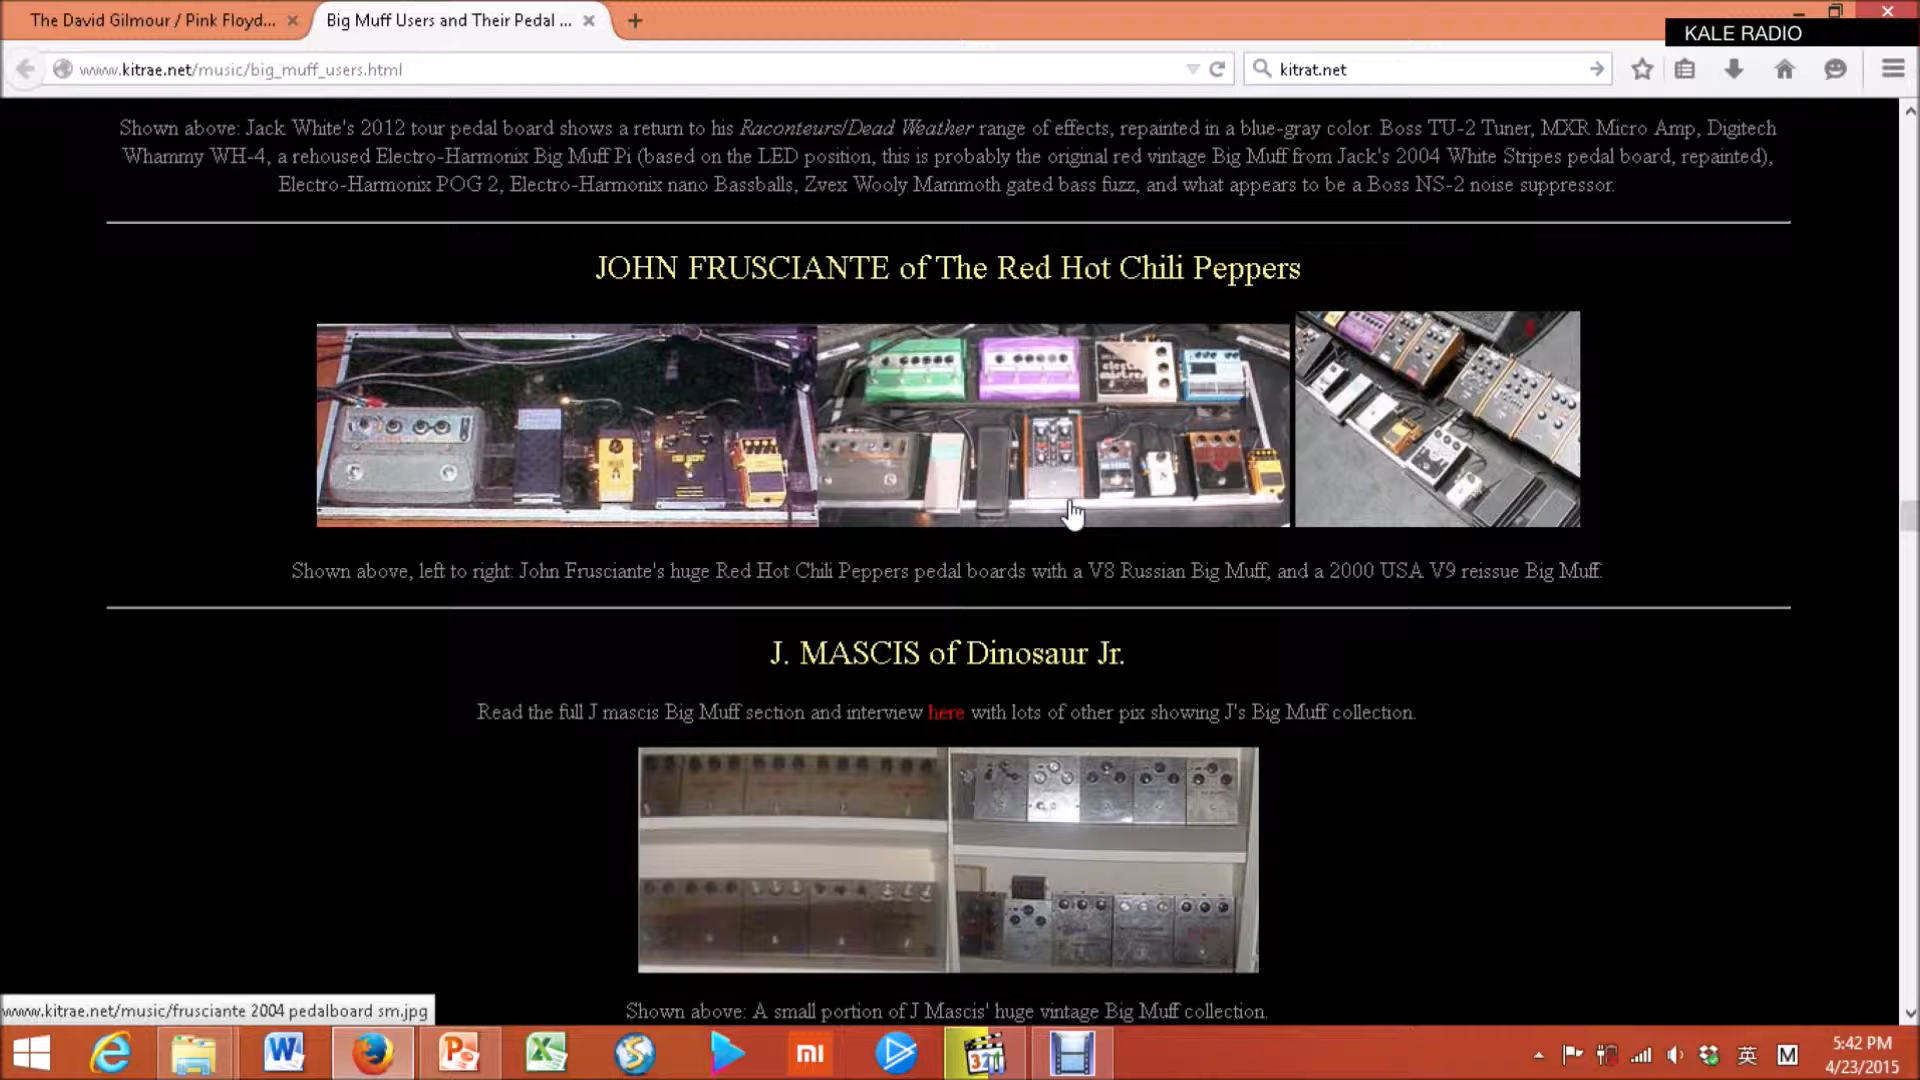 The David Gilmour / Pink Floyd...
Big Muff Users and Their Pedal ...
KALE RADIO
www.kitrae.net/music/big_muff_users.html
kitrat.net
Shown above: Jack White's 2012 tour pedal board shows a return to his Raconteurs/Dead Weather range of effects, repainted in a blue-gray color. Boss TU-2 Tuner, MXR Micro Amp, Digitech
Whammy WH-4, a rehoused Electro-Harmonix Big Muff Pi (based on the LED position, this is probably the original red vintage Big Muff from Jack's 2004 White Stripes pedal board, repainted),
Electro-Harmonix POG 2, Electro-Harmonix nano Bassballs, Zvex Wooly Mammoth gated bass fuzz, and what appears to be a Boss NS-2 noise suppressor.
JOHN FRUSCIANTE of The Red Hot Chili Peppers
Shown above, left to right: John Frusciante's huge Red Hot Chili Peppers pedal boards with a V8 Russian Big Muff, and a 2000 USA V9 reissue Big Muff.
J. MASCIS of Dinosaur Jr.
Read the full J mascis Big Muff section and interview here with lots of other pix showing J's Big Muff collection.
Shown above: A small portion of J Mascis' huge vintage Big Muff collection.
www.kitrae.net/music/frusciante 2004 pedalboard sm.jpg
321
英
M
5:42 PM
4/23/2015